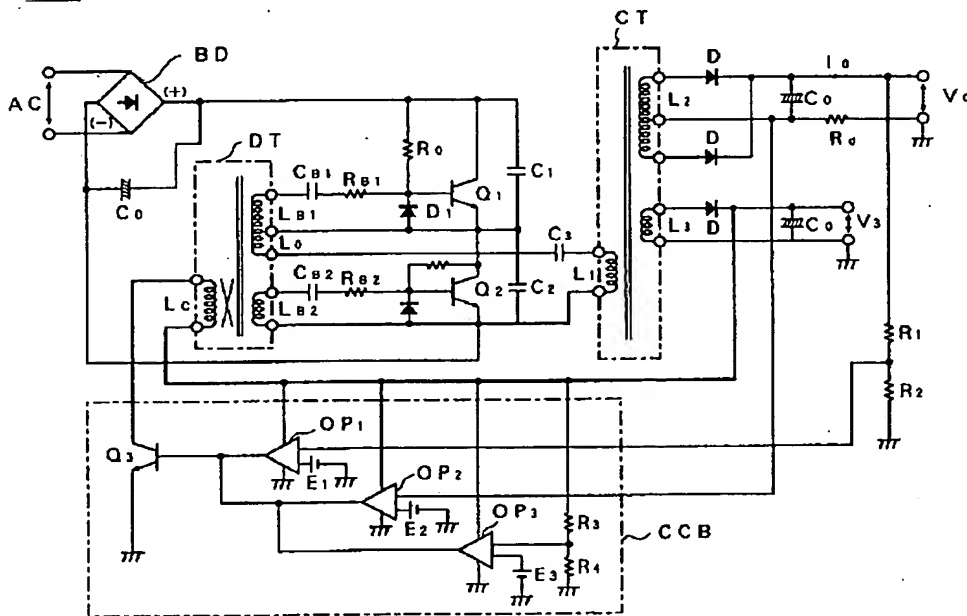 CT
BD
AC
(+)
(-)
DT
Co
CB1
RB1
Ro
Q1
C1
D1
LB1
Lo
C3
CB2
RB2
Q2
C2
LC
LB2
L1
D
Io
L2
Co
Rd
D
L3
D
Co
V3
R1
R2
Q3
OP1
E1
OP2
E2
OP3
R3
R4
E3
CCB